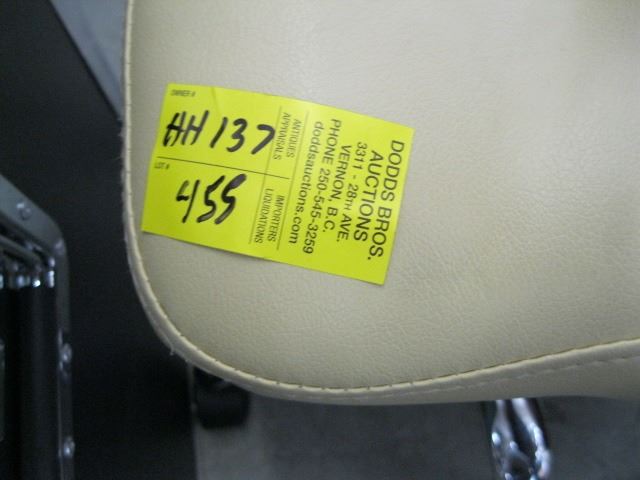 OWNER #
HH 137
LOT #
455
ANTIQUES
APPRAISALS
IMPORTERS
LIQUIDATIONS
DODDS BROS.
AUCTIONS
3311 - 28TH AVE.
VERNON, B.C.
PHONE 250-545-3259
doddsauctions.com